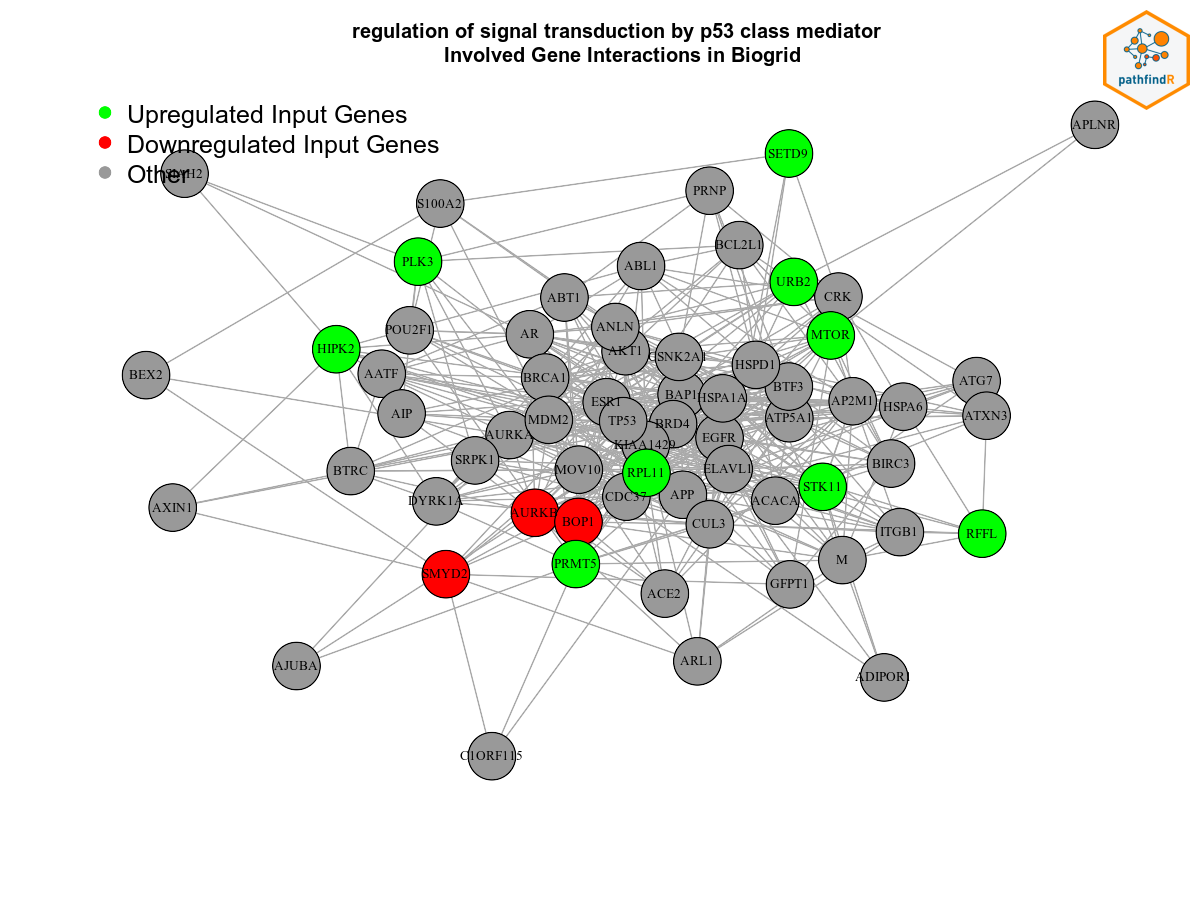 regulation of signal transduction by p53 class mediator
Involved Gene Interactions in Biogrid
pathfindR
Upregulated Input Genes
Downregulated Input Genes
Other
APLNR
SETD9
PRNP
S100A2
BCL2L1
PLK3
ABL1
URB2
CRK
ABT1
POU2F1
AR
ANLN
MTOR
HIPK2
AKT1
CSNK2A1
HSPD1
BEX2
AATF
BRCA1
BTF3
ATG7
BAP1
HSPA1A
ESR1
AP2M1
HSPA6
ATXN3
AIP
MDM2
TP53
BRD4
ATP5A1
AURKA
KIAA1429
EGFR
SRPK1
BTRC
MOV10
RPL11
ELAVL1
BIRC3
STK11
DYRK1A
CDC37
APP
ACACA
AXIN1
AURKB
BOP1
CUL3
ITGB1
RFFL
PRMT5
M
SMYD2
ACE2
GFPT1
AJUBA
ARL1
ADIPOR1
C1ORF115